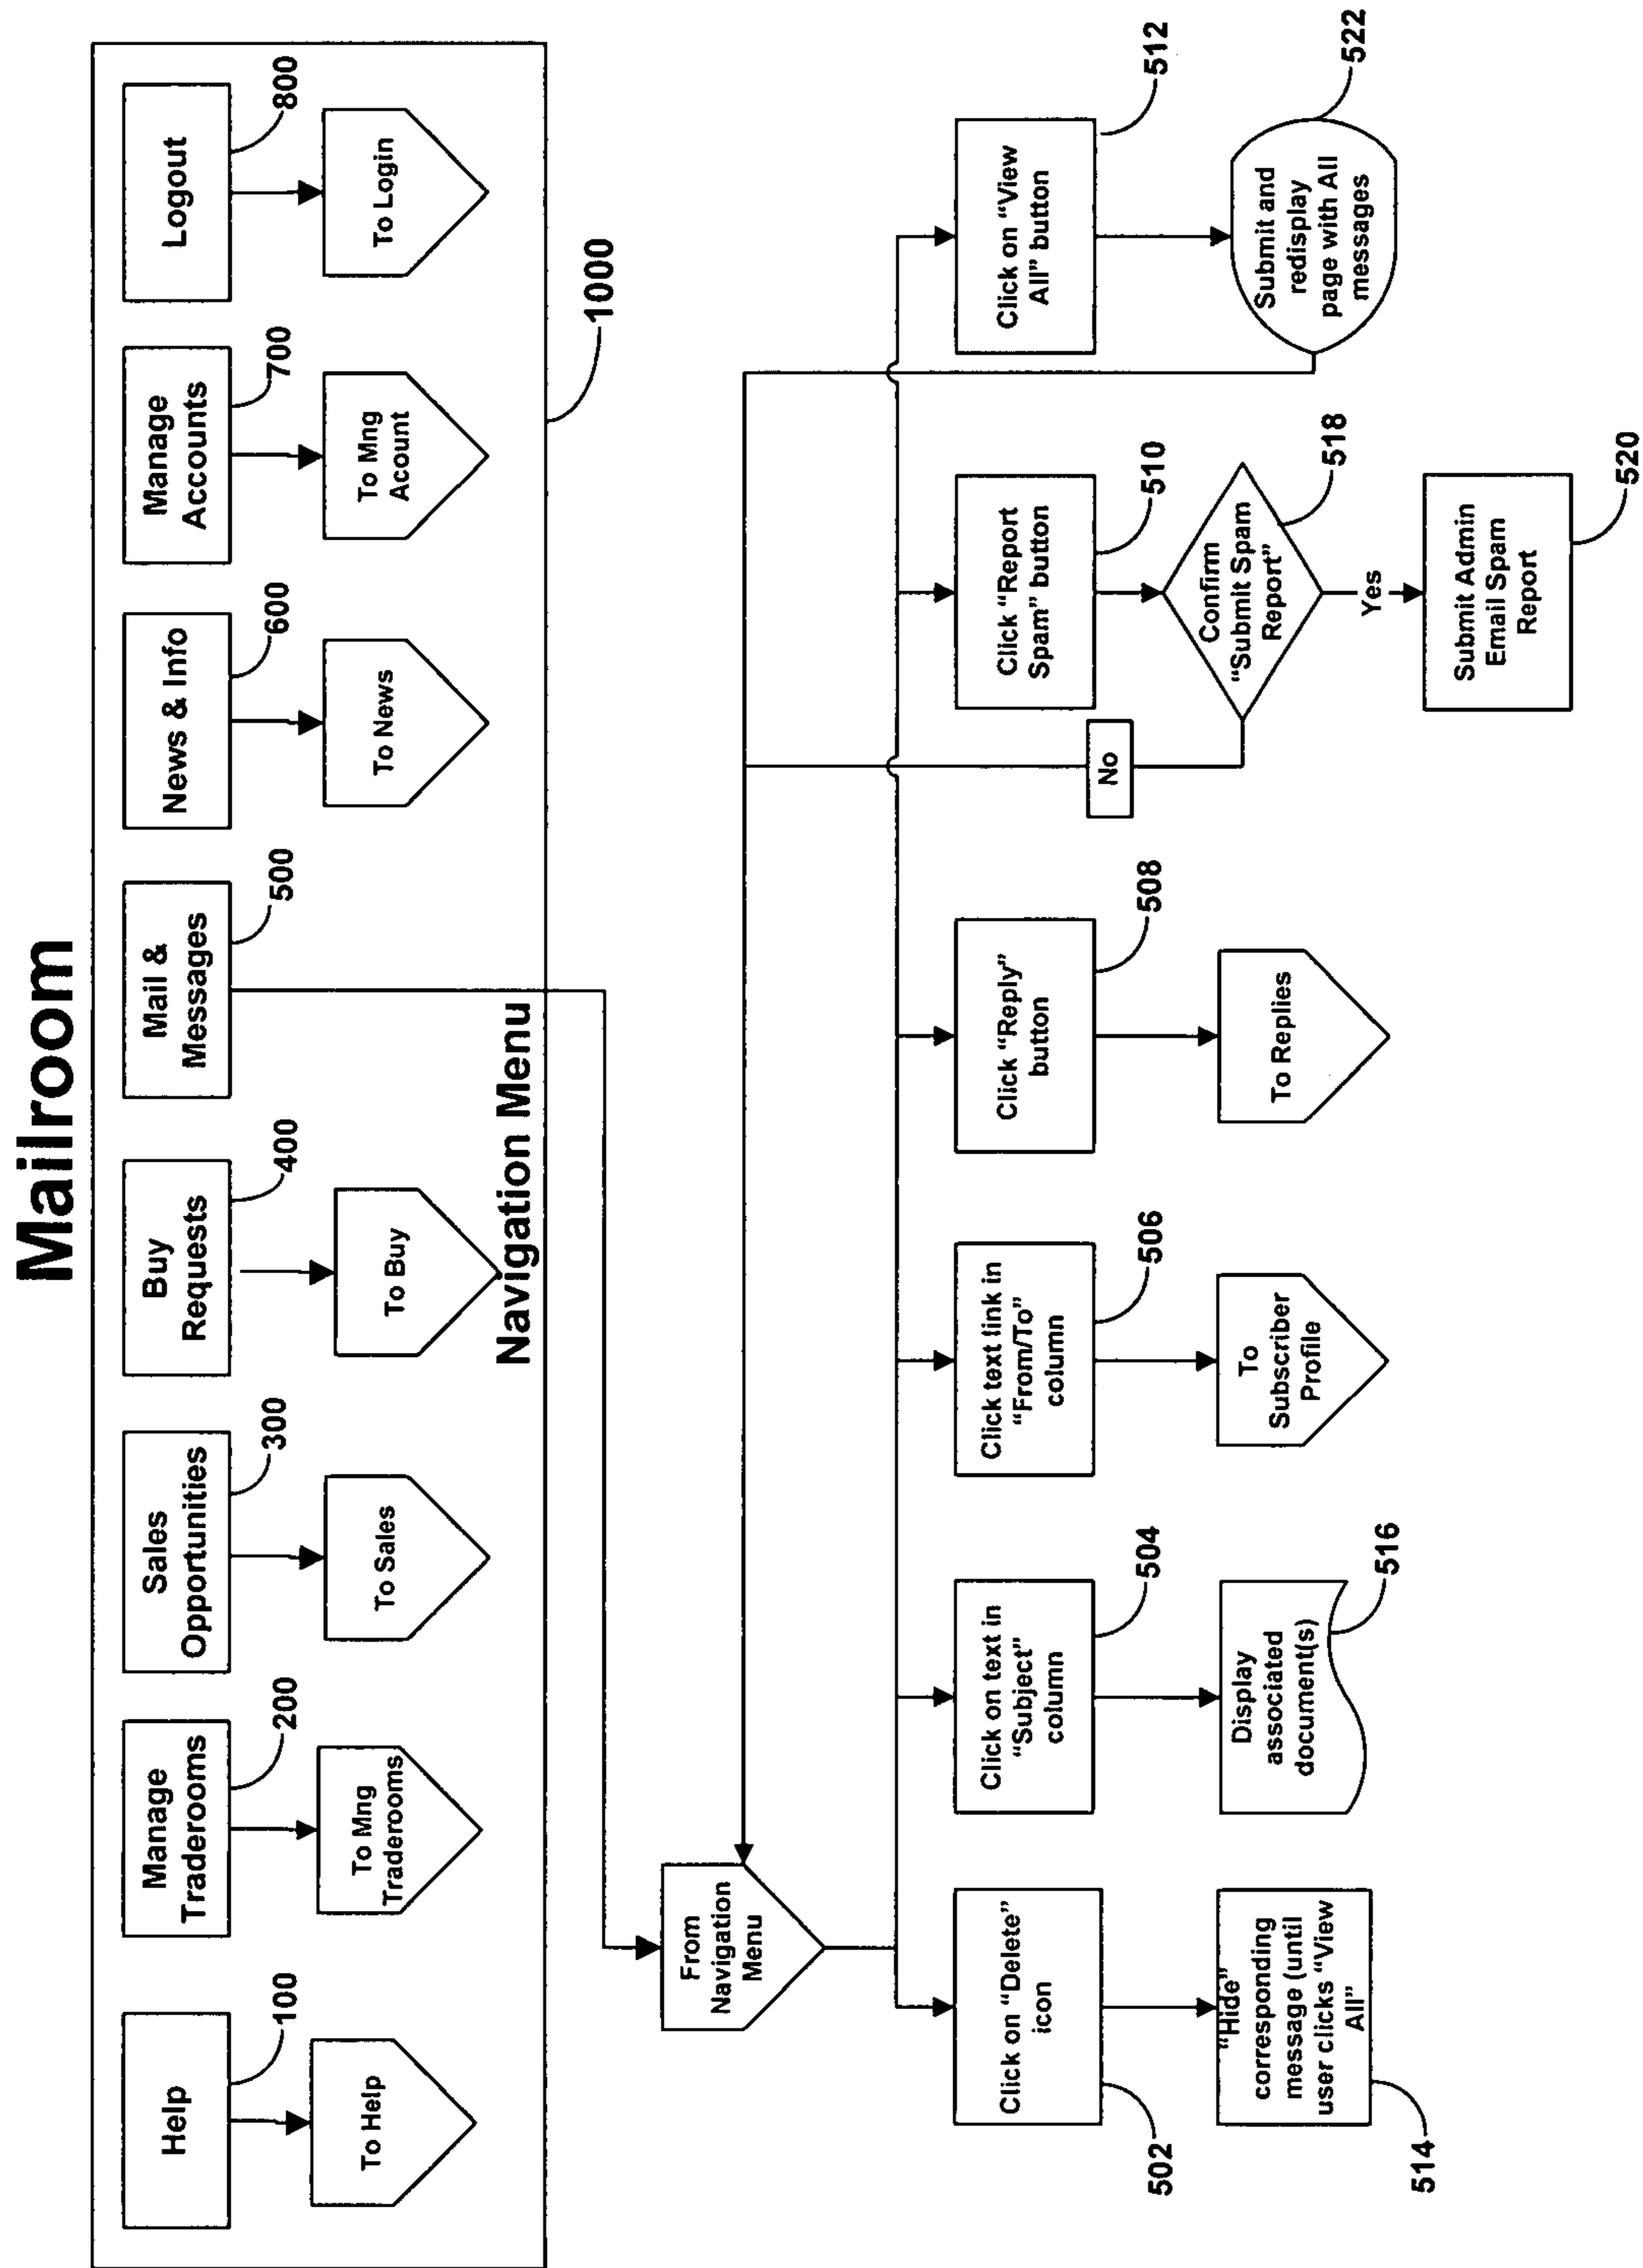 Mailroom
Help
100
To Help
Manage
Traderooms
200
To Mng
Traderooms
Sales
Opportunities
300
To Sales
Buy
Requests
400
To Buy
Mail &
Messages
500
News & Info
600
To News
Manage
Accounts
700
To Mng
Acount
Logout
800
To Login
Navigation Menu
1000
From
Navigation
Menu
Click on “Delete”
icon
502
“Hide”
corresponding
message (until
user clicks “View
All”
514
Click on text in
“Subject”
column
504
Display
associated
document(s)
516
Click text link in
“From/To”
column
506
To
Subscriber
Profile
Click “Reply”
button
508
To Replies
Click “Report
Spam” button
510
Confirm
“Submit Spam
Report”
518
No
Yes
Submit Admin
Email Spam
Report
520
Click on “View
All” button
512
Submit and
redisplay
page with All
messages
522